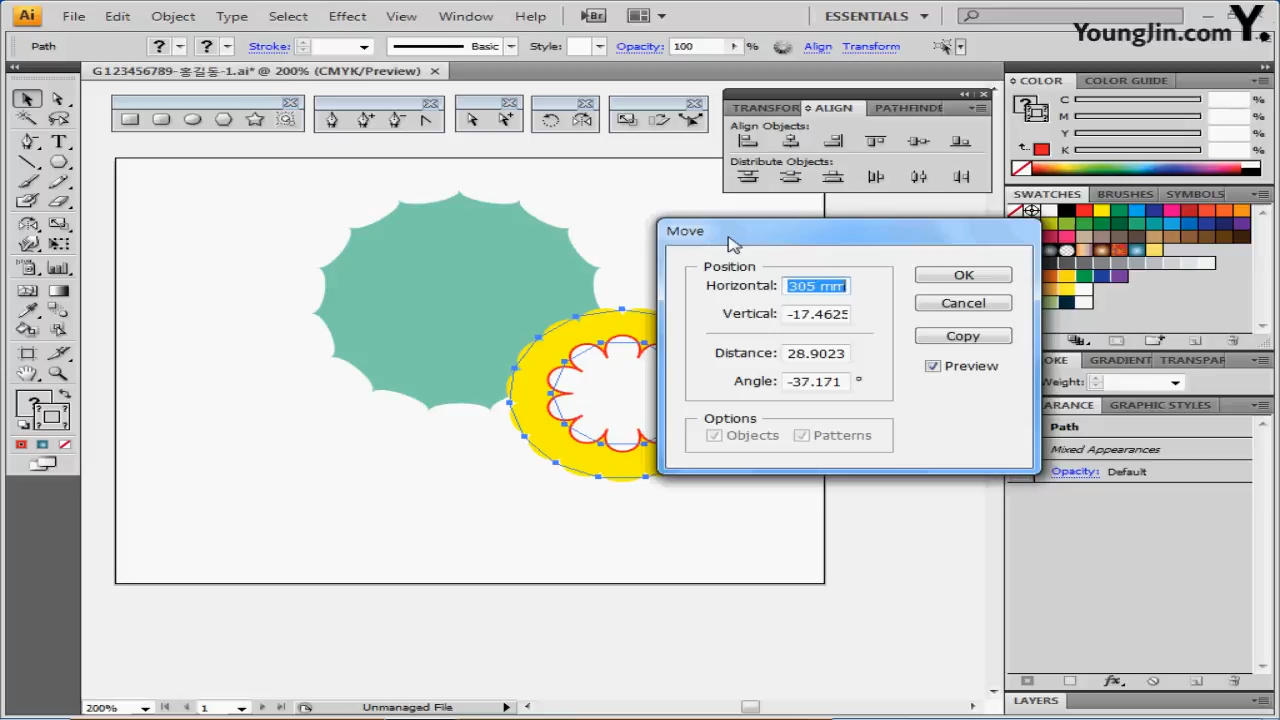 Ai File Edit Object Type Select Effect View Window Help Br ESSENTIALS
YoungJin.com Y.
Path ? ? Stroke: Basic Style: Opacity: 100 % Align Transform
G123456789-홍길동-1.ai* @ 200% (CMYK/Preview)
TRANSFOR ALIGN PATHFINDE
Align Objects:
Distribute Objects:
COLOR COLOR GUIDE
? C %
M %
Y %
K %
SWATCHES BRUSHES SYMBOLS
Move
Position
Horizontal: 305 mm
Vertical: -17.4625
Distance: 28.9023
Angle: -37.171 °
Options
Objects Patterns
OK
Cancel
Copy
Preview
OKE GRADIENT TRANSPAR
Weight:
ARANCE GRAPHIC STYLES
Path
Mixed Appearances
Opacity: Default
fx
LAYERS
T
? ?
200% 1 Unmanaged File